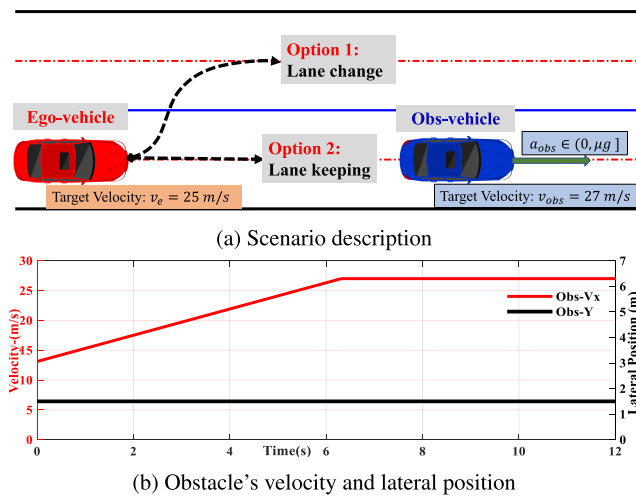 Option 1:
Lane change
Ego-vehicle
Obs-vehicle
Option 2:
Lane keeping
a_obs ∈ (0, μg ]
Target Velocity: v_e = 25 m/s
Target Velocity: v_obs = 27 m/s
(a) Scenario description
30
25
20
15
10
5
0
Velocity-(m/s)
7
6
5
4
3
2
1
0
Lateral Position (m)
Obs-Vx
Obs-Y
0
2
4
Time(s)
6
8
10
12
(b) Obstacle's velocity and lateral position